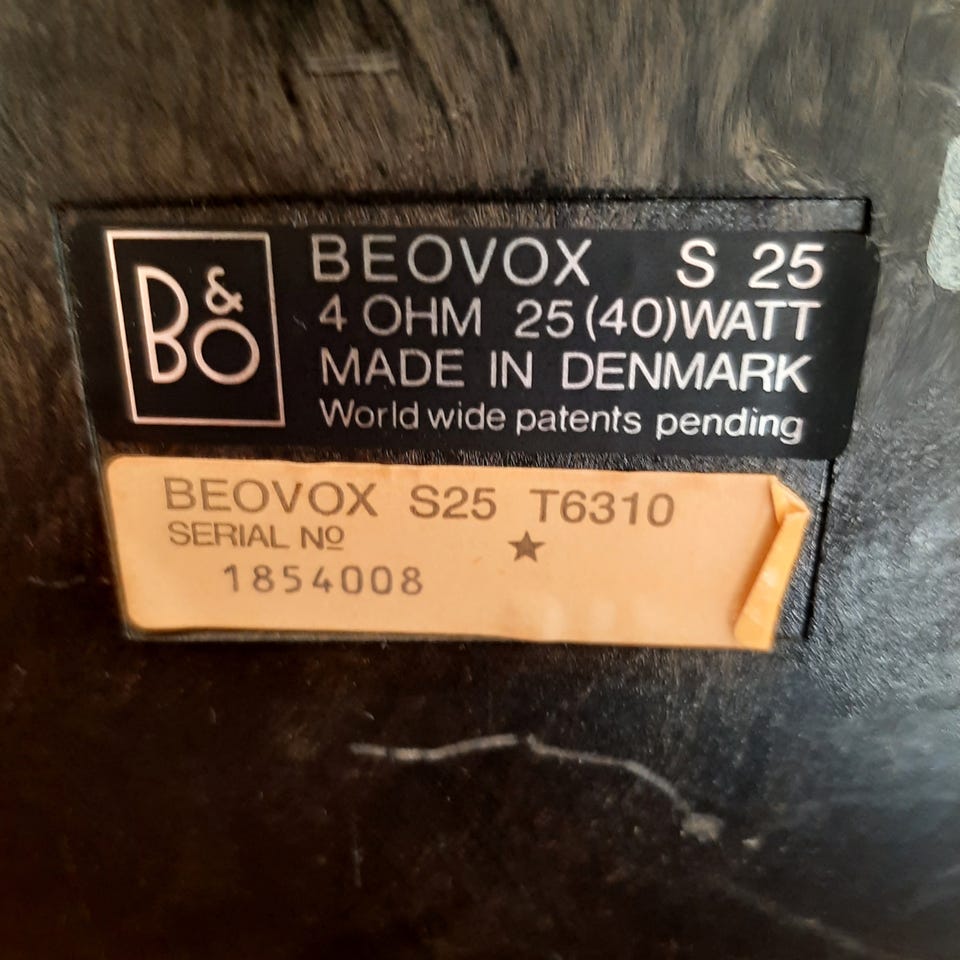 B&O
BEOVOX S 25
4 OHM 25(40)WATT
MADE IN DENMARK
World wide patents pending
BEOVOX S25 T6310
SERIAL Nº
★
1854008